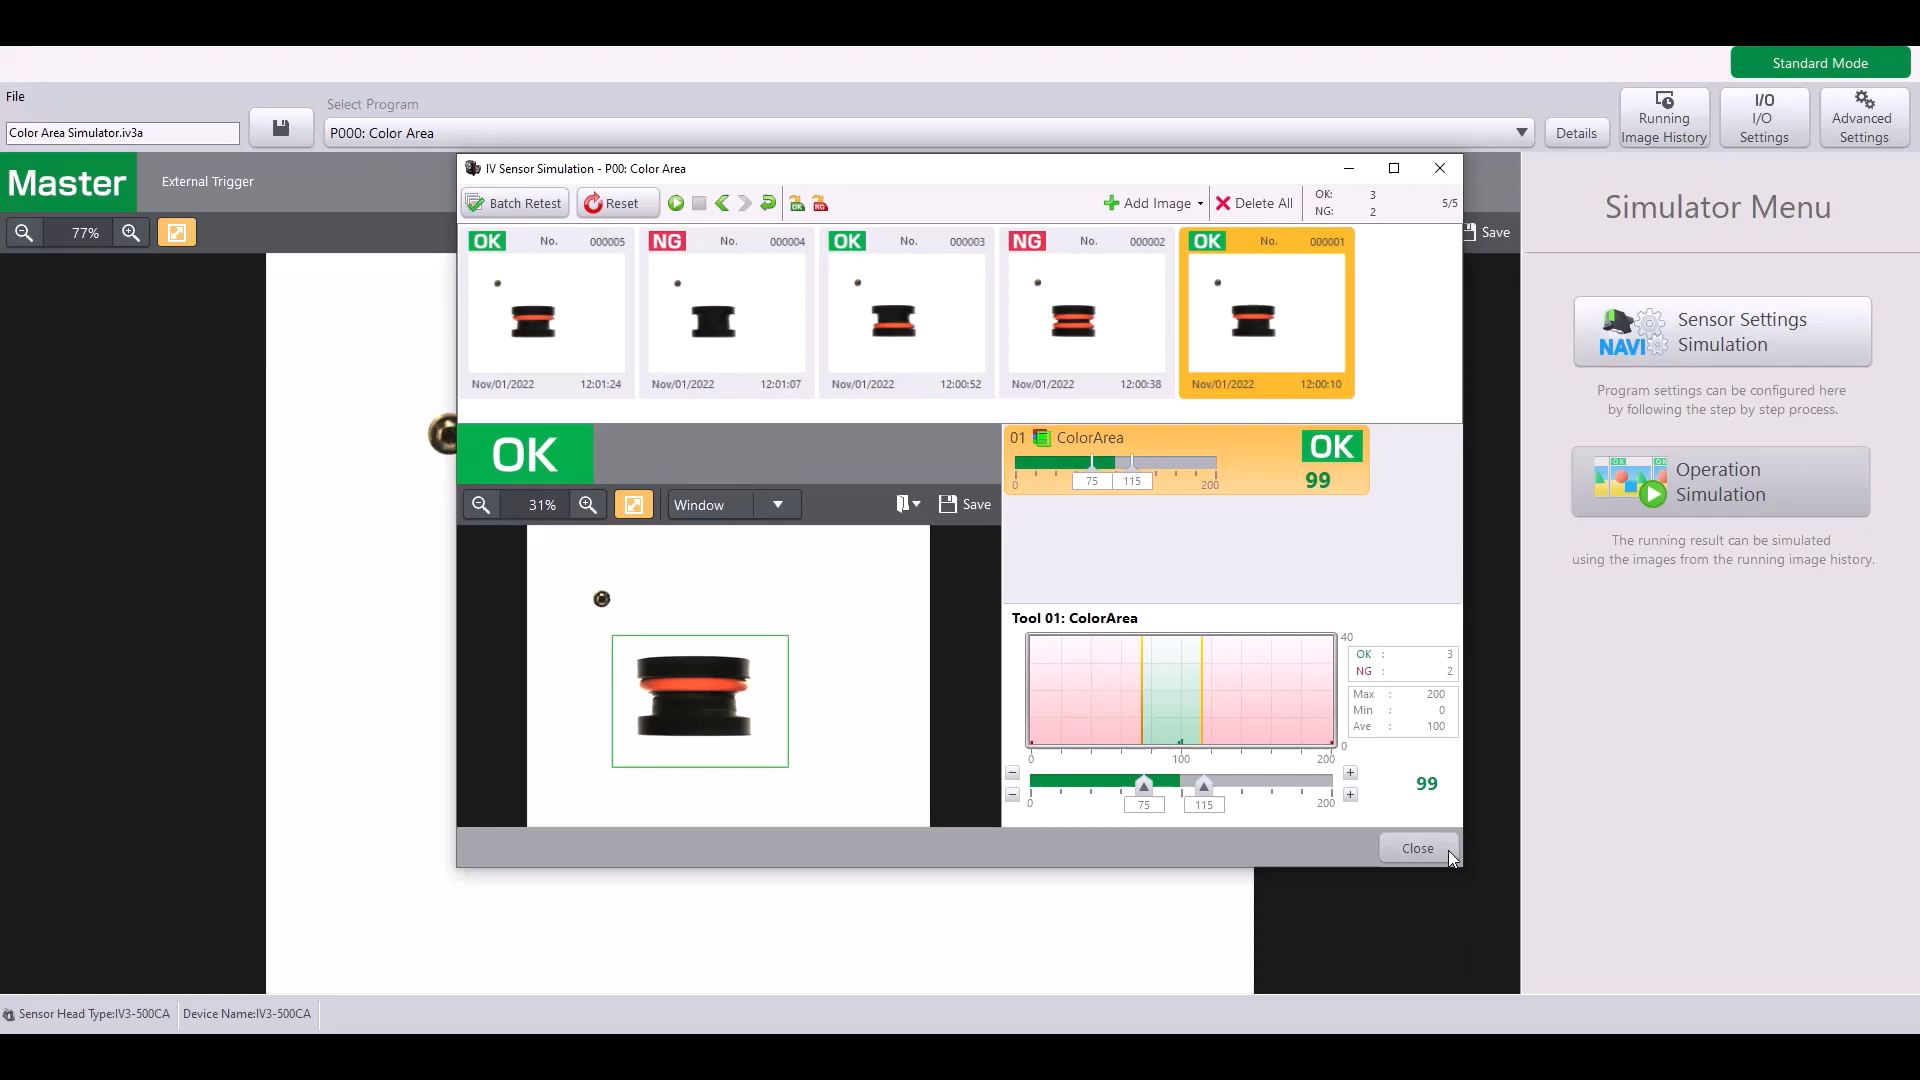 Standard Mode
File
Color Area Simulator.iv3a
Select Program
P000: Color Area
Details
Running
Image History
I/O
I/O
Settings
Advanced
Settings
Master
External Trigger
77%
Save
IV Sensor Simulation - P00: Color Area
Batch Retest
Reset
Add Image
Delete All
OK: 3
NG: 2
5/5
OK No. 000005
Nov/01/2022 12:01:24
NG No. 000004
Nov/01/2022 12:01:07
OK No. 000003
Nov/01/2022 12:00:52
NG No. 000002
Nov/01/2022 12:00:38
OK No. 000001
Nov/01/2022 12:00:10
OK
31%
Window
Save
01 ColorArea
OK
0 75 115 200
99
Tool 01: ColorArea
40
0
0 100 200
OK : 3
NG : 2
Max : 200
Min : 0
Ave : 100
0 75 115 200
99
Close
Simulator Menu
NAVI
Sensor Settings
Simulation
Program settings can be configured here
by following the step by step process.
OK
Operation
Simulation
The running result can be simulated
using the images from the running image history.
Sensor Head Type:IV3-500CA
Device Name:IV3-500CA